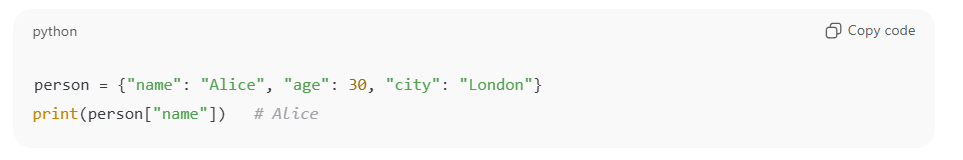 python
Copy code
person = {"name": "Alice", "age": 30, "city": "London"}
print(person["name"])   # Alice